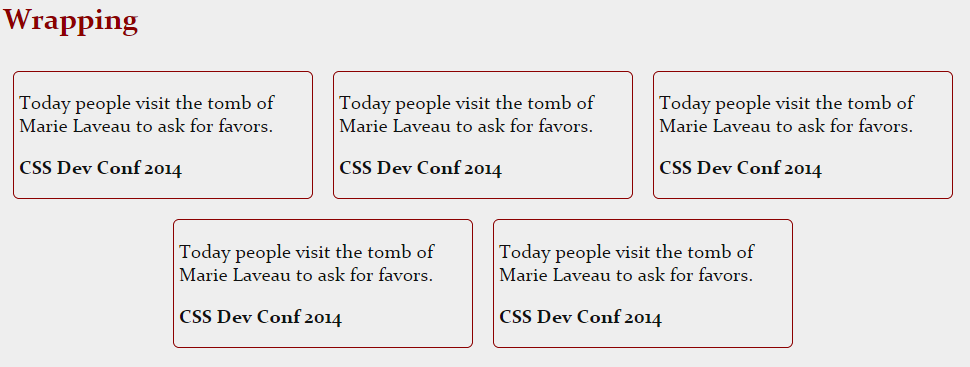 Wrapping
Today people visit the tomb of
Marie Laveau to ask for favors.
CSS Dev Conf 2014
Today people visit the tomb of
Marie Laveau to ask for favors.
CSS Dev Conf 2014
Today people visit the tomb of
Marie Laveau to ask for favors.
CSS Dev Conf 2014
Today people visit the tomb of
Marie Laveau to ask for favors.
CSS Dev Conf 2014
Today people visit the tomb of
Marie Laveau to ask for favors.
CSS Dev Conf 2014